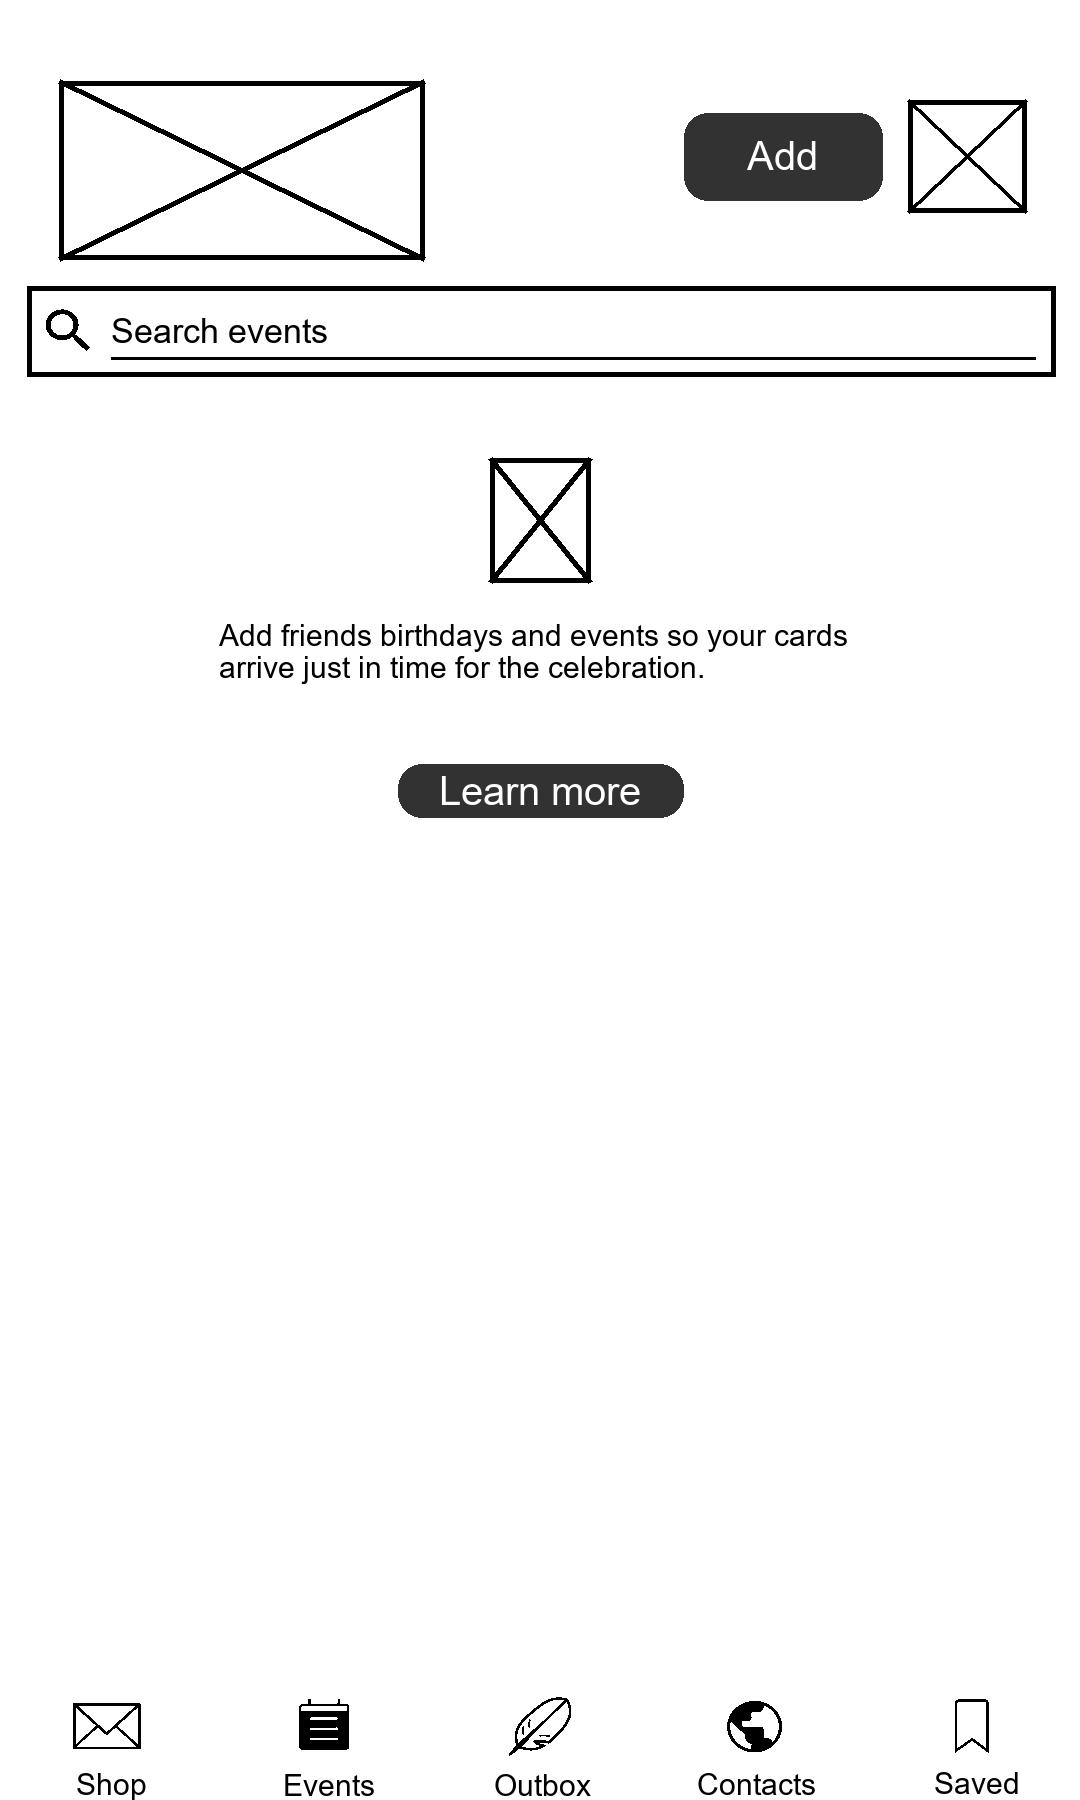 Add
Search events
Add friends birthdays and events so your cards
arrive just in time for the celebration.
Learn more
Shop
Events
Outbox
Contacts
Saved